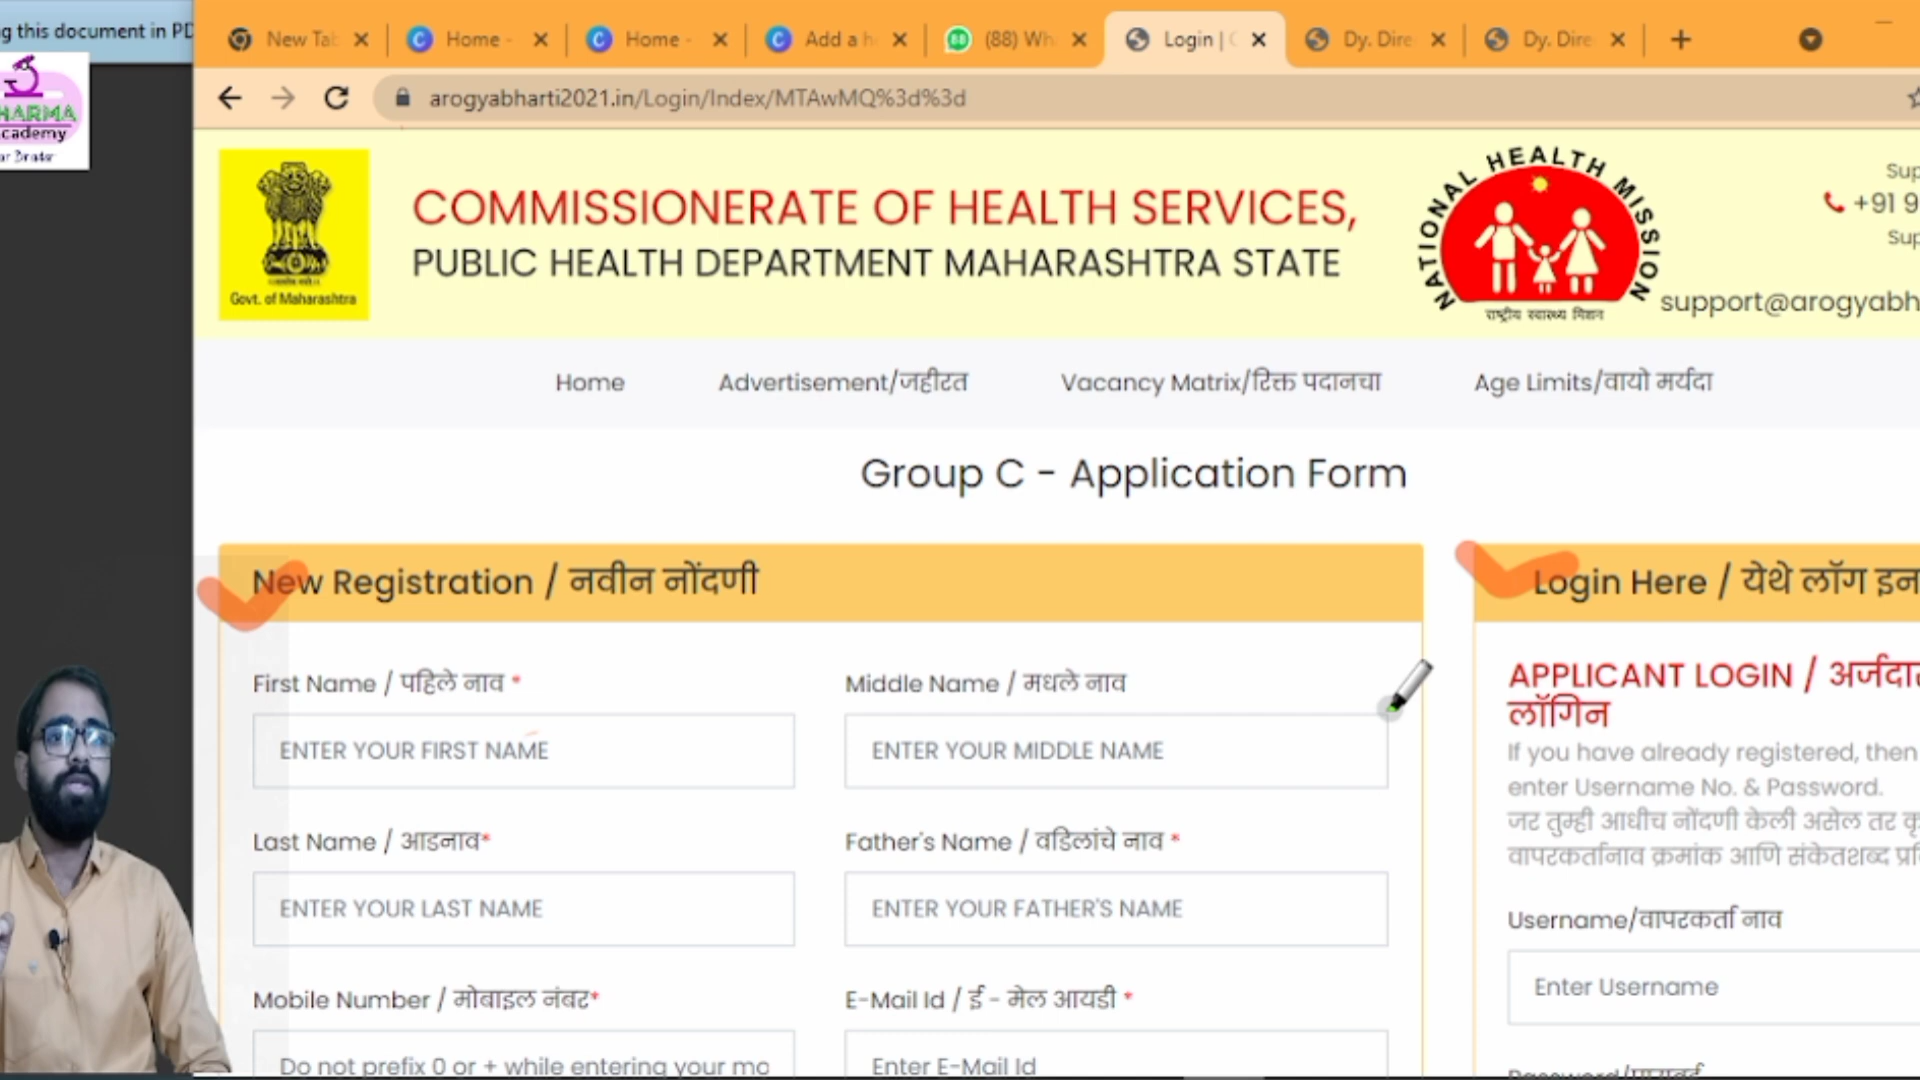 g this document in PD
HARMA
cademy
New Tab
Home -
Home -
Add a h
(88) Wh
Login |
Dy. Dire
Dy. Dire
arogyabharti2021.in/Login/Index/MTAwMQ%3d%3d
Govt. of Maharashtra
COMMISSIONERATE OF HEALTH SERVICES,
PUBLIC HEALTH DEPARTMENT MAHARASHTRA STATE
NATIONAL HEALTH MISSION
राष्ट्रीय स्वास्थ्य मिशन
Sup
+91 9
Sup
support@arogyabh
Home
Advertisement/जहीरत
Vacancy Matrix/रिक्त पदानचा
Age Limits/वायो मर्यदा
Group C - Application Form
New Registration / नवीन नोंदणी
First Name / पहिले नाव *
Middle Name / मधले नाव
ENTER YOUR FIRST NAME
ENTER YOUR MIDDLE NAME
Last Name / आडनाव*
Father's Name / वडिलांचे नाव *
ENTER YOUR LAST NAME
ENTER YOUR FATHER'S NAME
Mobile Number / मोबाइल नंबर*
E-Mail Id / ई - मेल आयडी *
Do not prefix 0 or + while entering your mo
Enter E-Mail Id
Login Here / येथे लॉग इन
APPLICANT LOGIN / अर्जदार
लॉगिन
If you have already registered, then
enter Username No. & Password.
जर तुम्ही आधीच नोंदणी केली असेल तर कृ
वापरकर्तानाव क्रमांक आणि संकेतशब्द प्रवि
Username/वापरकर्ता नाव
Enter Username